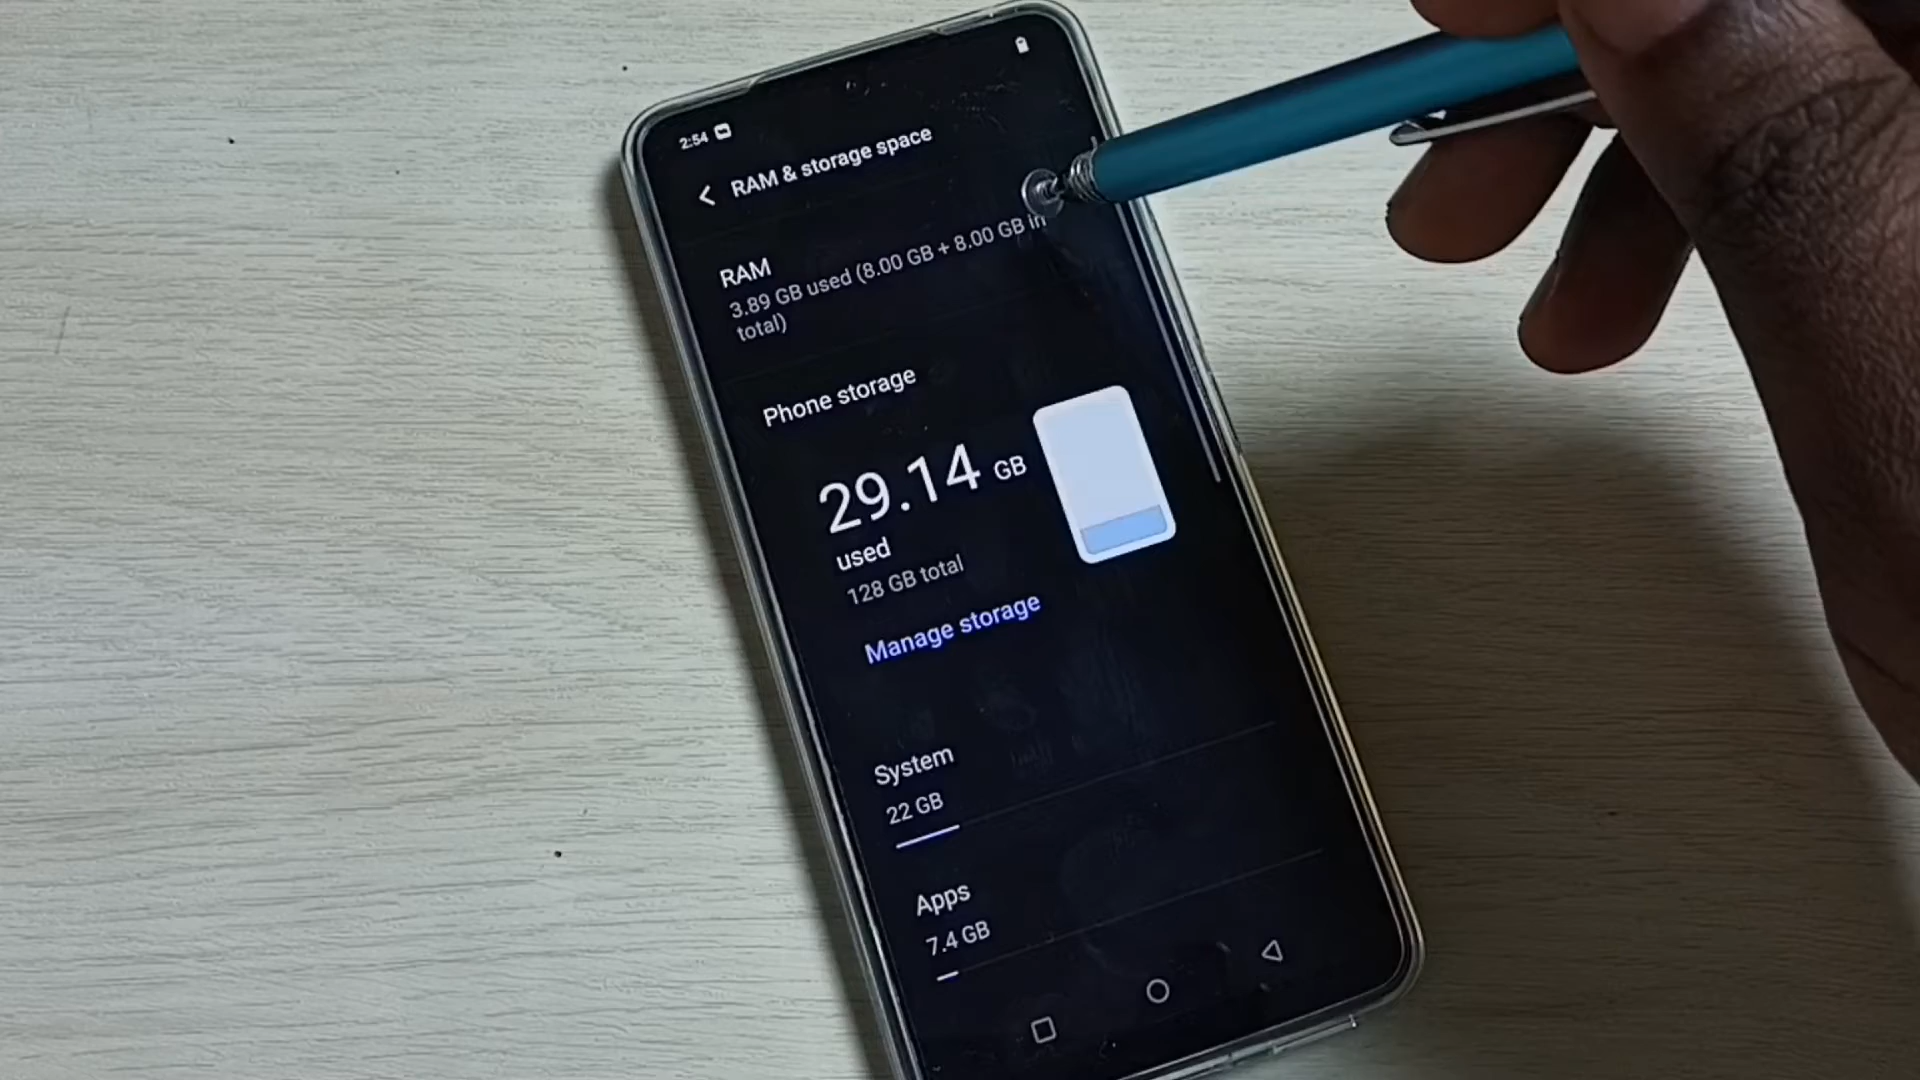 2:54
RAM & storage space
RAM
3.89 GB used (8.00 GB + 8.00 GB in
total)
Phone storage
29.14 GB
used
128 GB total
Manage storage
System
22 GB
Apps
7.4 GB